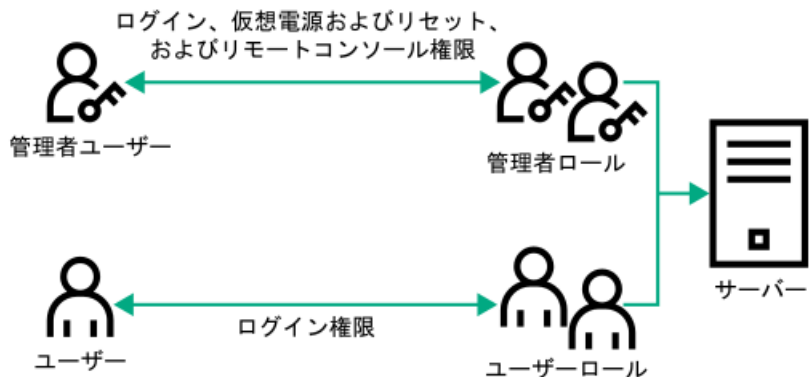 ログイン、仮想電源およびリセット、
およびリモートコンソール権限
管理者ユーザー
管理者ロール
サーバー
ログイン権限
ユーザー
ユーザーロール